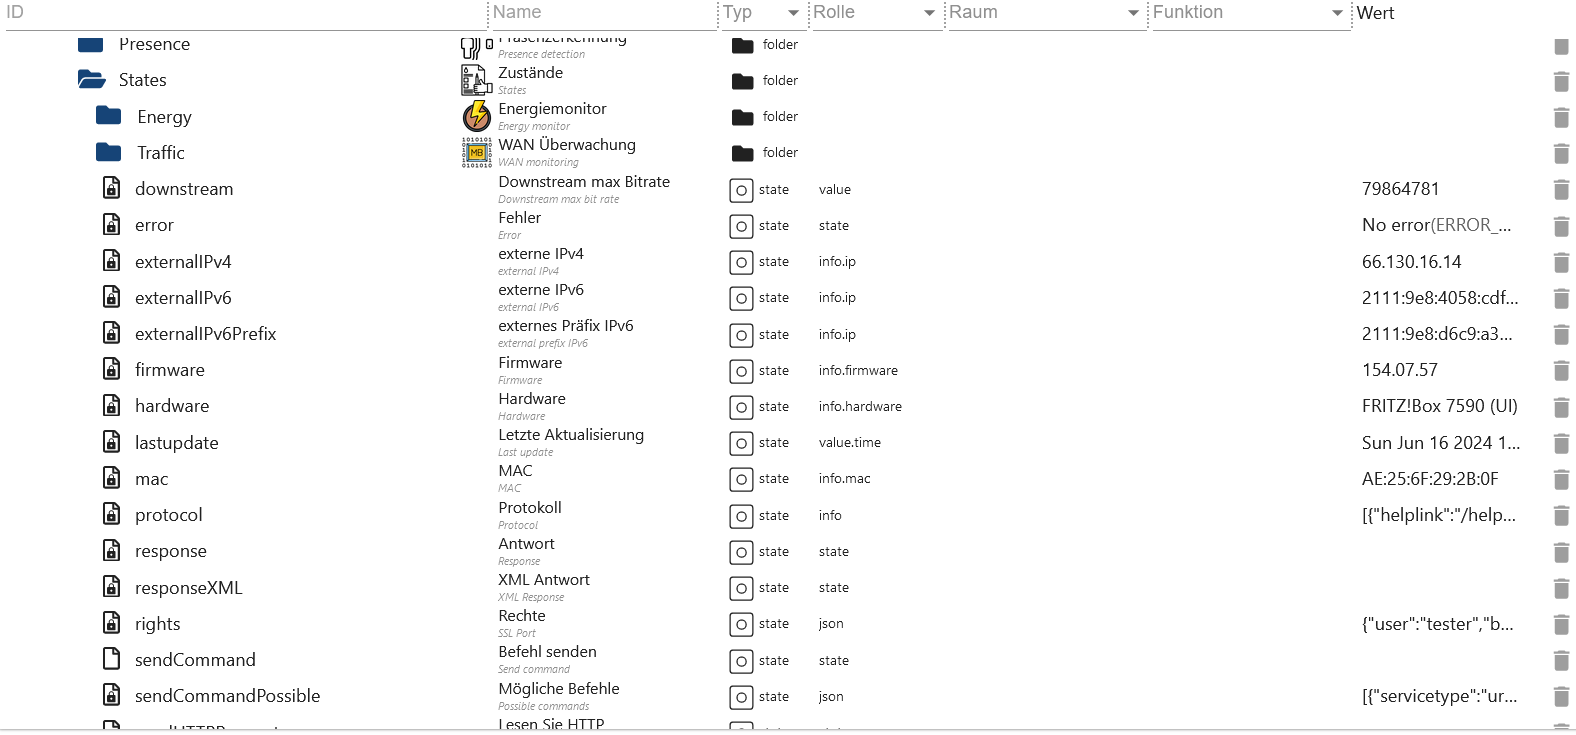 ID Name Typ Rolle Raum Funktion Wert
Presence Präsenzerkennung folder
Presence detection
States Zustände folder
States
Energy Energiemonitor folder
Energy monitor
Traffic WAN Überwachung folder
WAN monitoring
downstream Downstream max Bitrate state value 79864781
Downstream max bit rate
error Fehler state state No error(ERROR_...
Error
externalIPv4 externe IPv4 state info.ip 66.130.16.14
external IPv4
externalIPv6 externe IPv6 state info.ip 2111:9e8:4058:cdf...
external IPv6
externalIPv6Prefix externes Präfix IPv6 state info.ip 2111:9e8:d6c9:a3...
external prefix IPv6
firmware Firmware state info.firmware 154.07.57
Firmware
hardware Hardware state info.hardware FRITZ!Box 7590 (UI)
Hardware
lastupdate Letzte Aktualisierung state value.time Sun Jun 16 2024 1...
Last update
mac MAC state info.mac AE:25:6F:29:2B:0F
MAC
protocol Protokoll state info [{"helplink":"/help...
Protocol
response Antwort state state
Response
responseXML XML Antwort state state
XML Response
rights Rechte state json {"user":"tester","b...
SSL Port
sendCommand Befehl senden state state
Send command
sendCommandPossible Mögliche Befehle state json [{"servicetype":"ur...
Possible commands
Lesen Sie HTTP